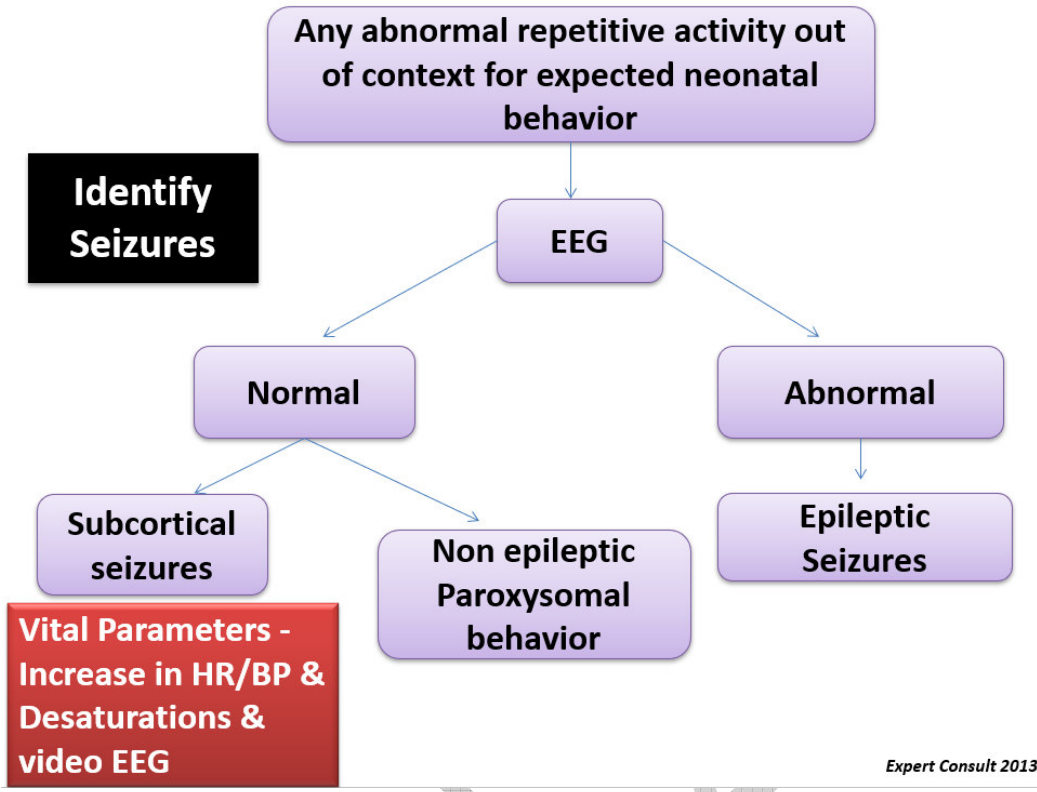 Any abnormal repetitive activity out
of context for expected neonatal
behavior
Identify
Seizures
EEG
Normal
Abnormal
Subcortical
seizures
Non epileptic
Paroxysomal
behavior
Epileptic
Seizures
Vital Parameters -
Increase in HR/BP &
Desaturations &
video EEG
Expert Consult 2013